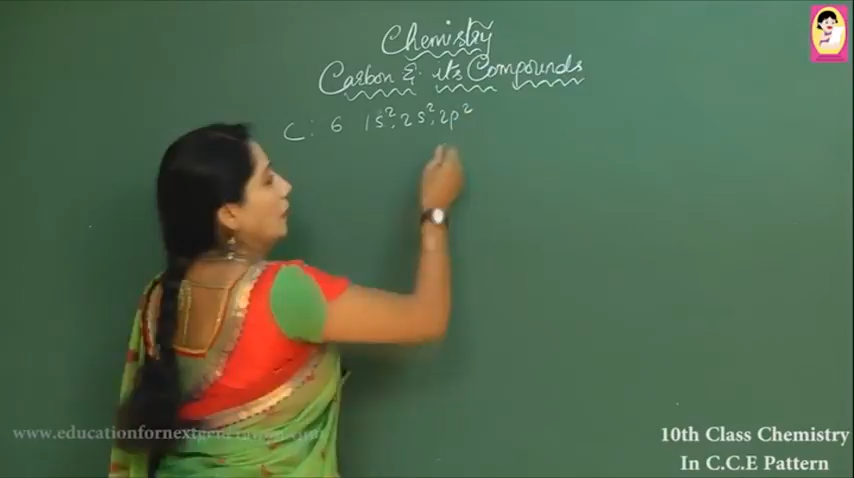 Chemistry
Carbon & its Compounds
C: 6 1s², 2s², 2p²
10th Class Chemistry
In C.C.E Pattern